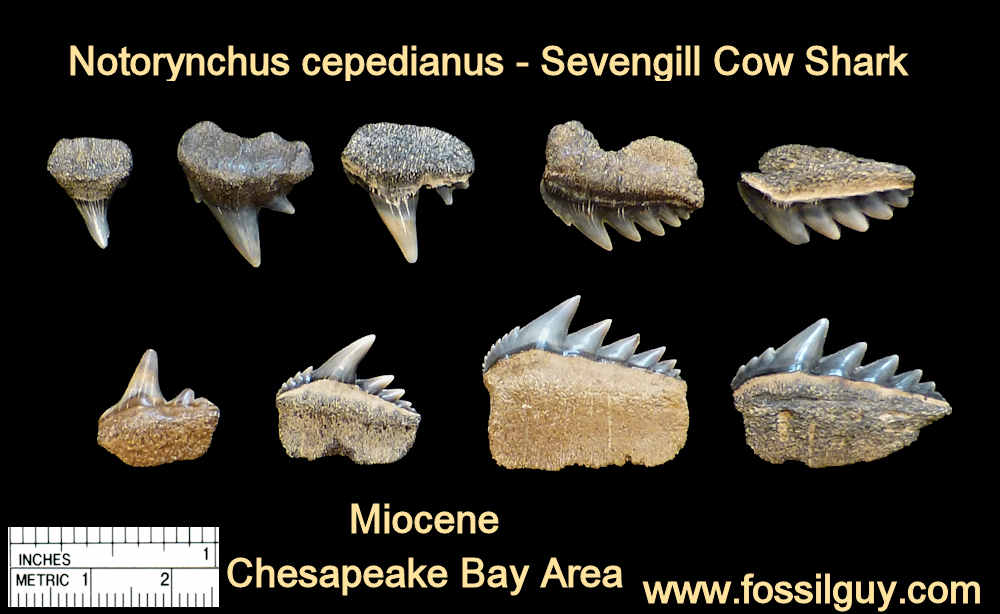 Notorynchus cepedianus - Sevengill Cow Shark
Miocene
Chesapeake Bay Area
INCHES 1
METRIC 1 2
www.fossilguy.com